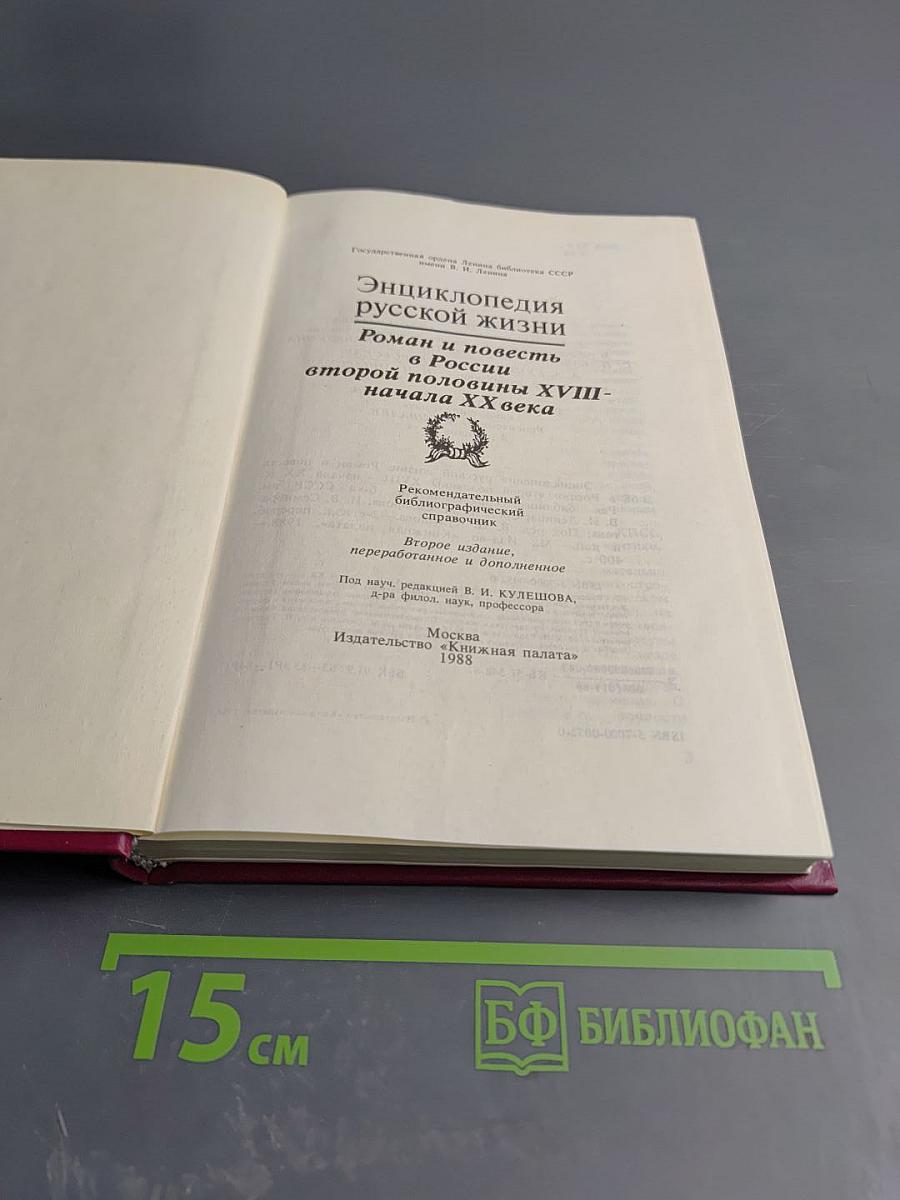 Государственная ордена Ленина библиотека СССР
имени В. И. Ленина
Энциклопедия
русской жизни
Роман и повесть
в России
второй половины XVIII-
начала XX века
Рекомендательный
библиографический
справочник
Второе издание,
переработанное и дополненное
Под науч. редакцией В. И. КУЛЕШОВА,
д-ра филол. наук, профессора
Москва
Издательство «Книжная палата»
1988
15 см
БФ БИБЛИОФАН